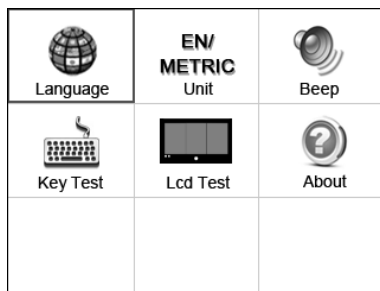 EN/
METRIC
Language
Unit
Beep
Key Test
Lcd Test
About